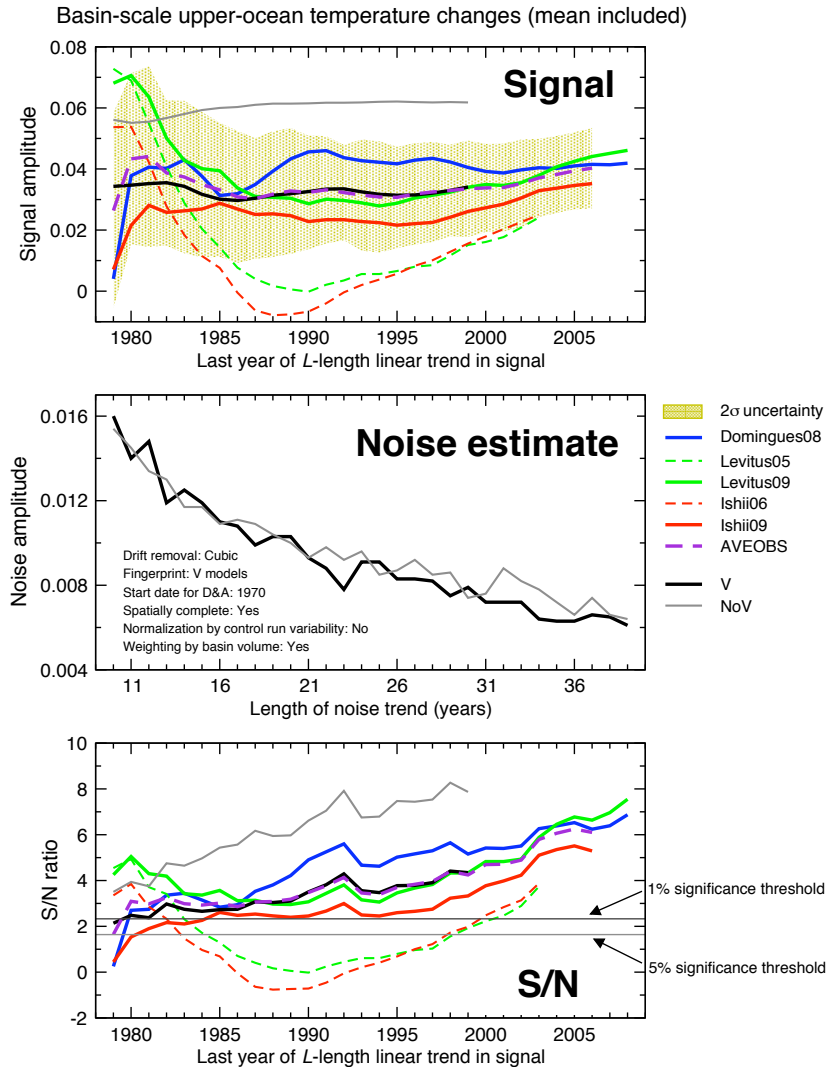 Basin-scale upper-ocean temperature changes (mean included)
Signal
Signal amplitude
0.08
0.06
0.04
0.02
0
1980 1985 1990 1995 2000 2005
Last year of L-length linear trend in signal
Noise estimate
Noise amplitude
0.016
0.012
0.008
0.004
Drift removal: Cubic
Fingerprint: V models
Start date for D&A: 1970
Spatially complete: Yes
Normalization by control run variability: No
Weighting by basin volume: Yes
11 16 21 26 31 36
Length of noise trend (years)
2σ uncertainty
Domingues08
Levitus05
Levitus09
Ishii06
Ishii09
AVEOBS
V
NoV
S/N ratio
10
8
6
4
2
0
-2
S/N
1% significance threshold
5% significance threshold
1980 1985 1990 1995 2000 2005
Last year of L-length linear trend in signal